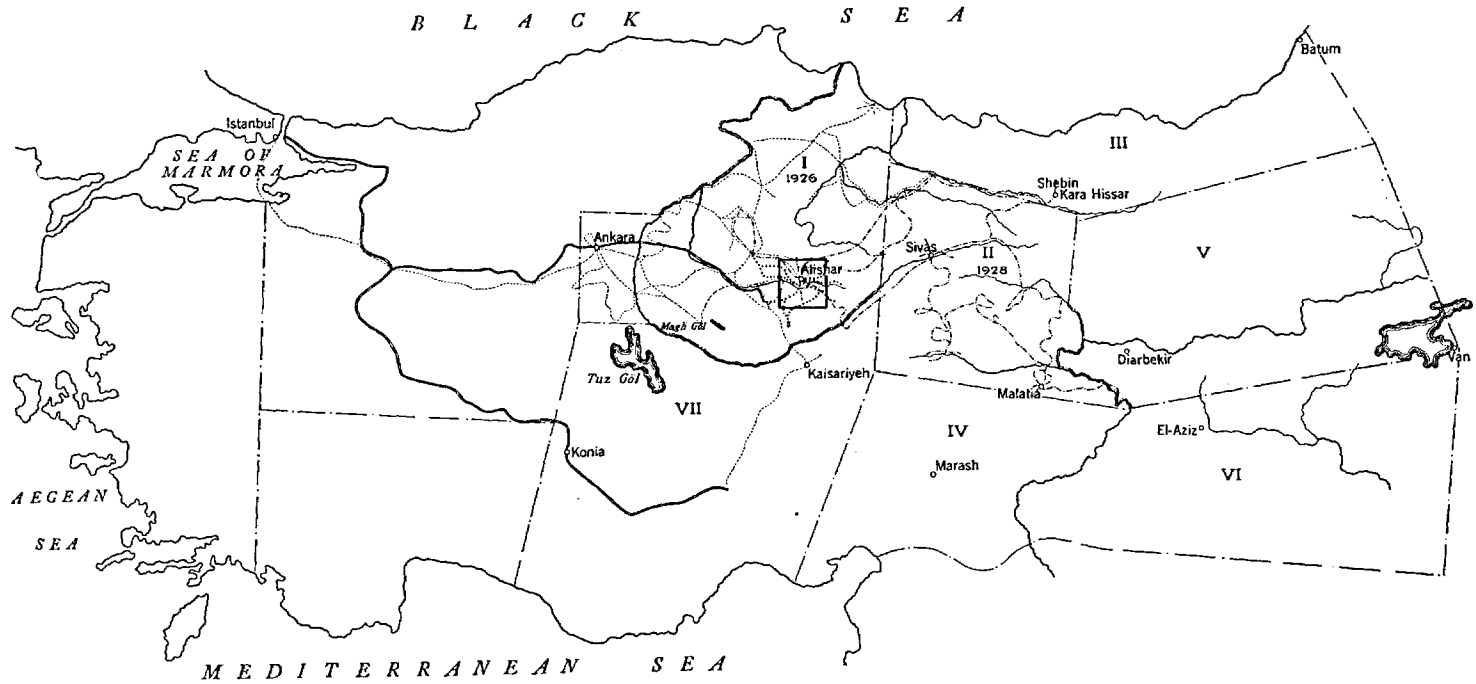 BLACK SEA
Batum
Istanbul
SEA OF
MARMORA
III
I
1926
Shebin
Kara Hissar
Ankara
Sivas
II
1928
V
Alishar
Magh Göl
Tuz Göl
Kaisariyeh
Diarbekir
Van
Malatia
VII
IV
El-Aziz
Konia
Marash
VI
AEGEAN
SEA
MEDITERRANEAN SEA